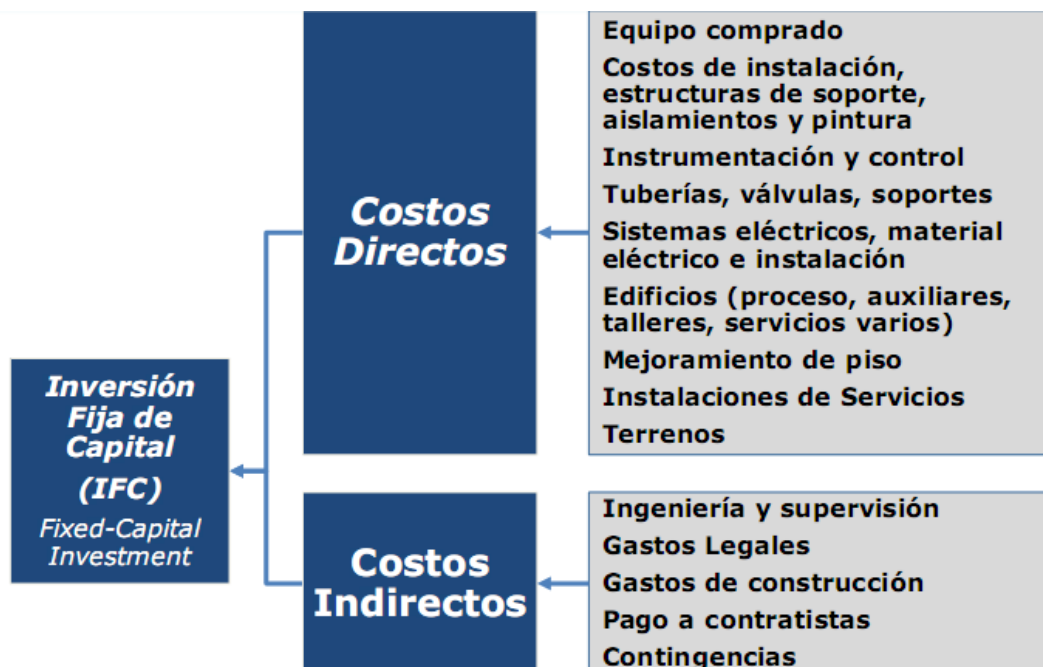 Inversión
Fija de
Capital
(IFC)
Fixed-Capital
Investment
Costos
Directos
Equipo comprado
Costos de instalación,
estructuras de soporte,
aislamientos y pintura
Instrumentación y control
Tuberías, válvulas, soportes
Sistemas eléctricos, material
eléctrico e instalación
Edificios (proceso, auxiliares,
talleres, servicios varios)
Mejoramiento de piso
Instalaciones de Servicios
Terrenos
Costos
Indirectos
Ingeniería y supervisión
Gastos Legales
Gastos de construcción
Pago a contratistas
Contingencias